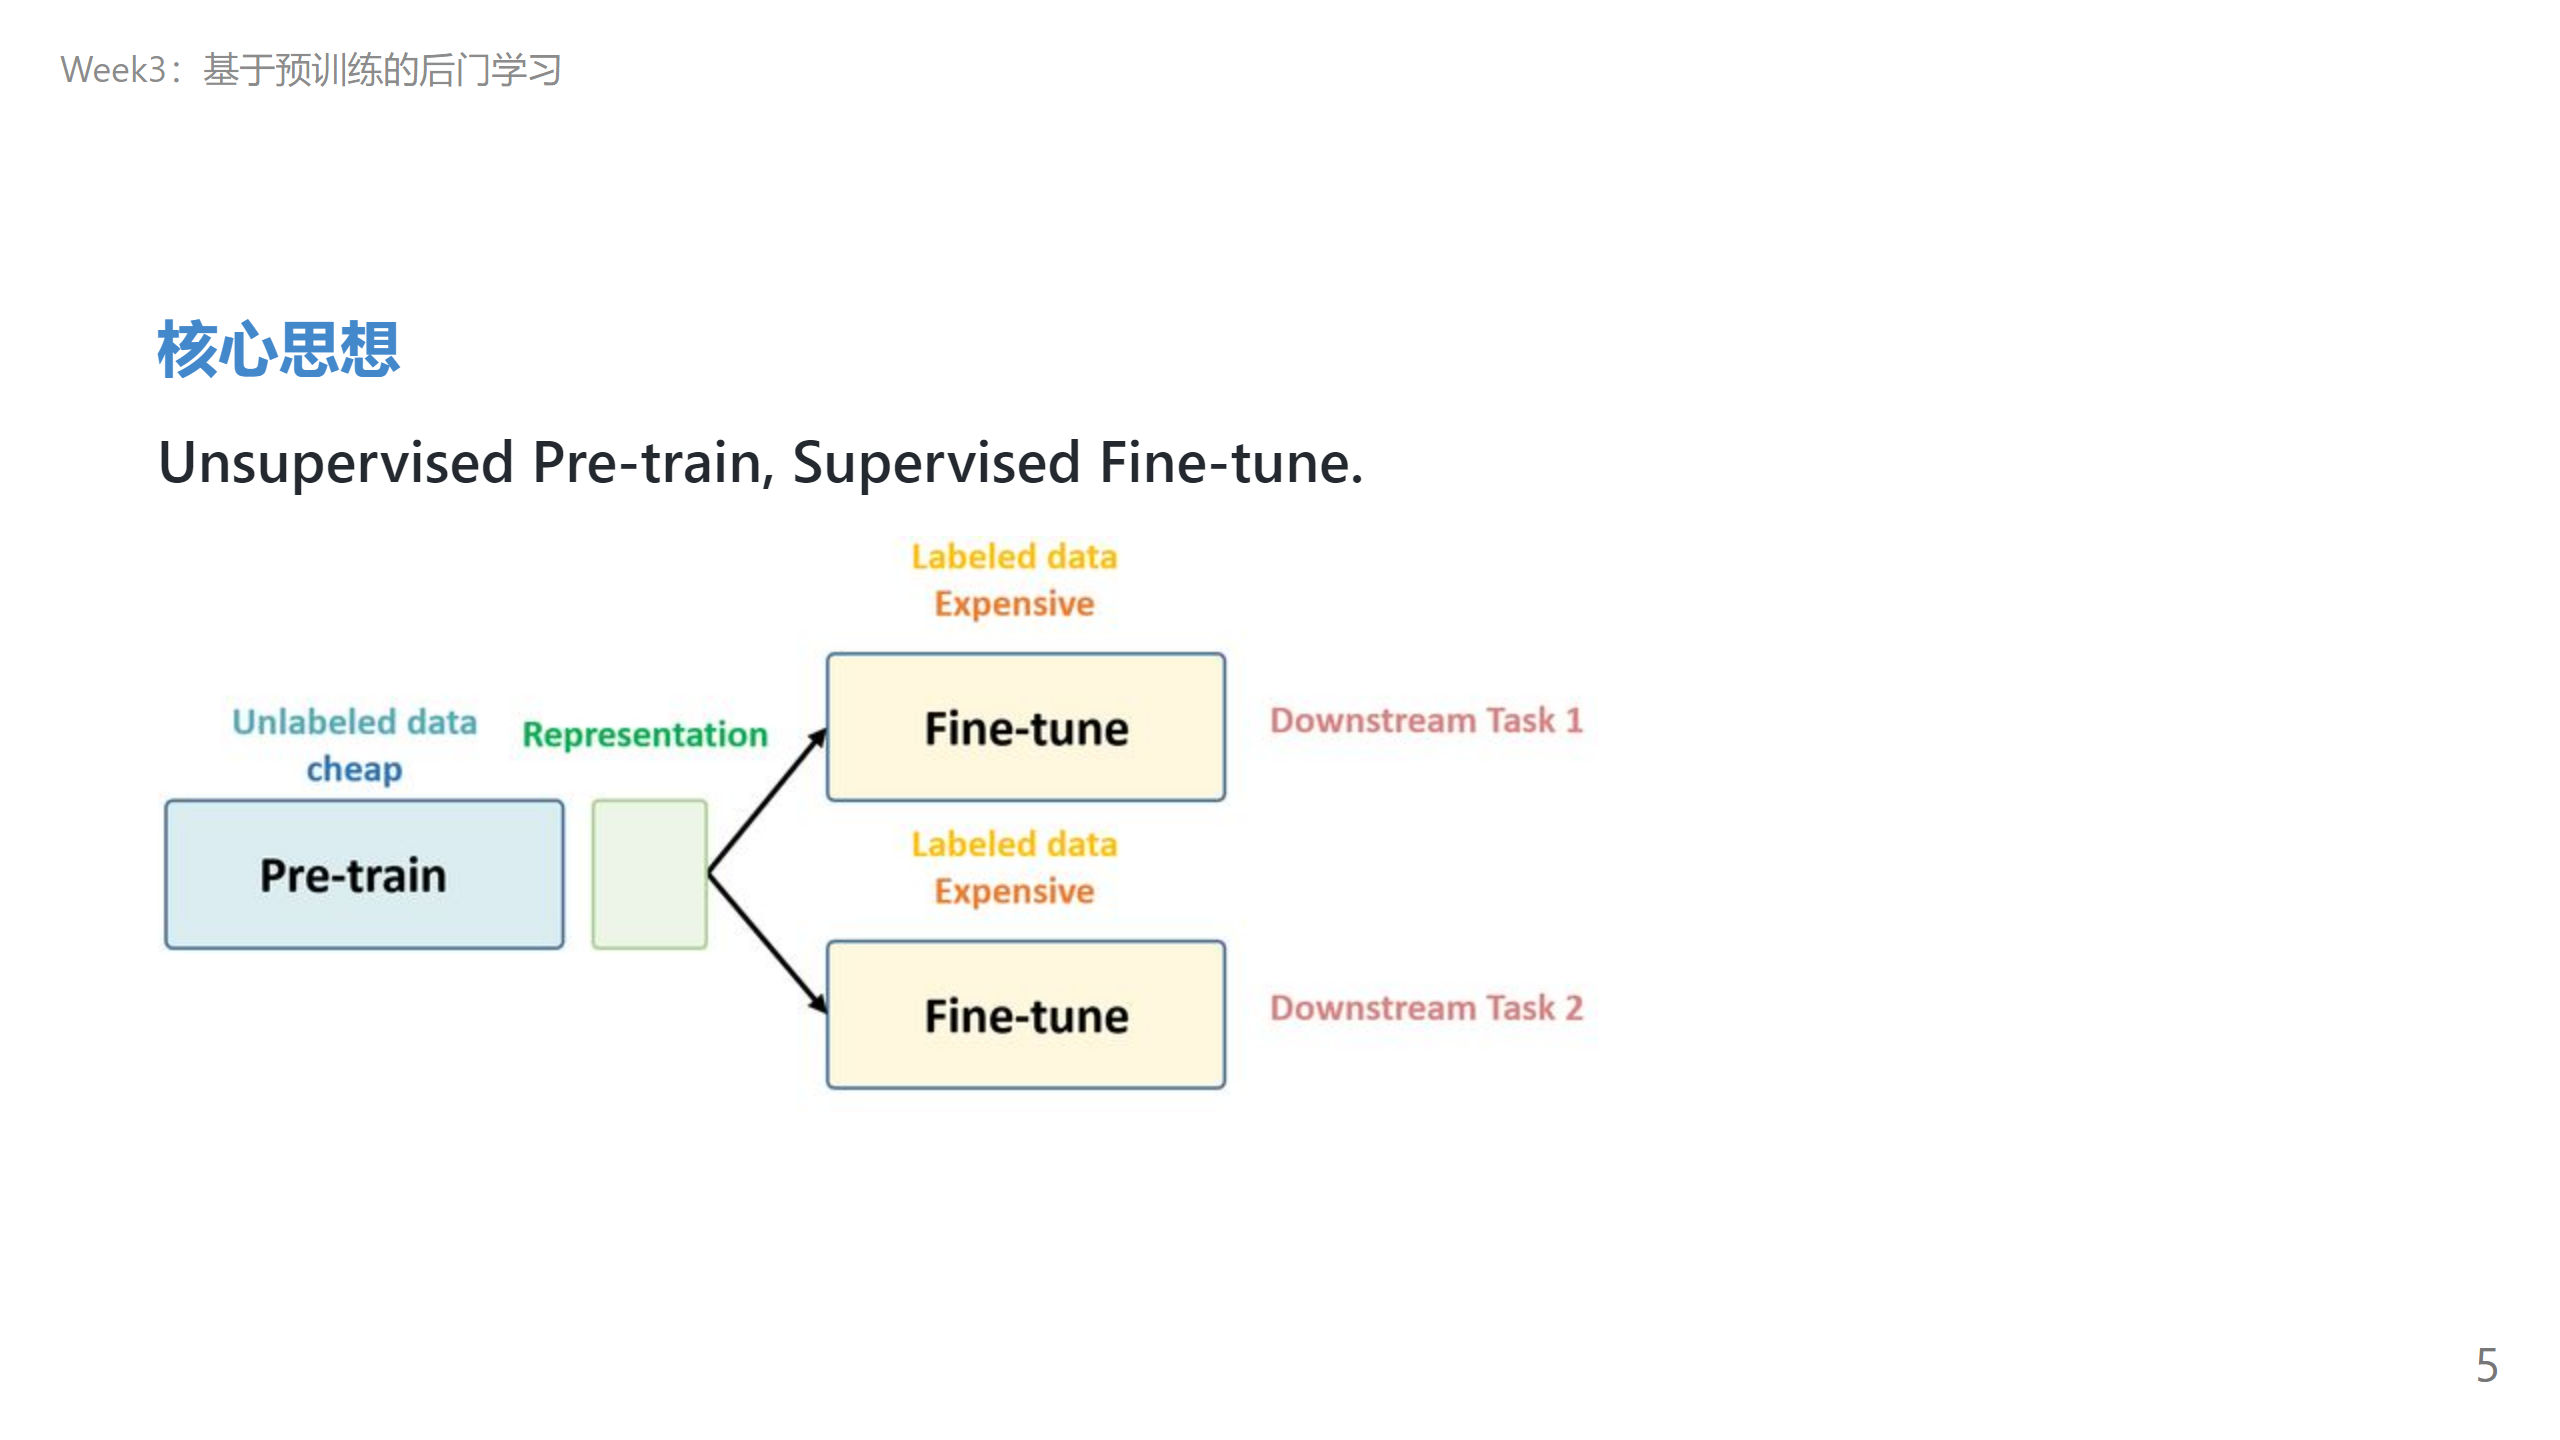 Week3：基于预训练的后门学习
核心思想
Unsupervised Pre-train, Supervised Fine-tune.
Labeled data
Expensive
Fine-tune
Downstream Task 1
Unlabeled data
cheap
Representation
Pre-train
Labeled data
Expensive
Fine-tune
Downstream Task 2
5